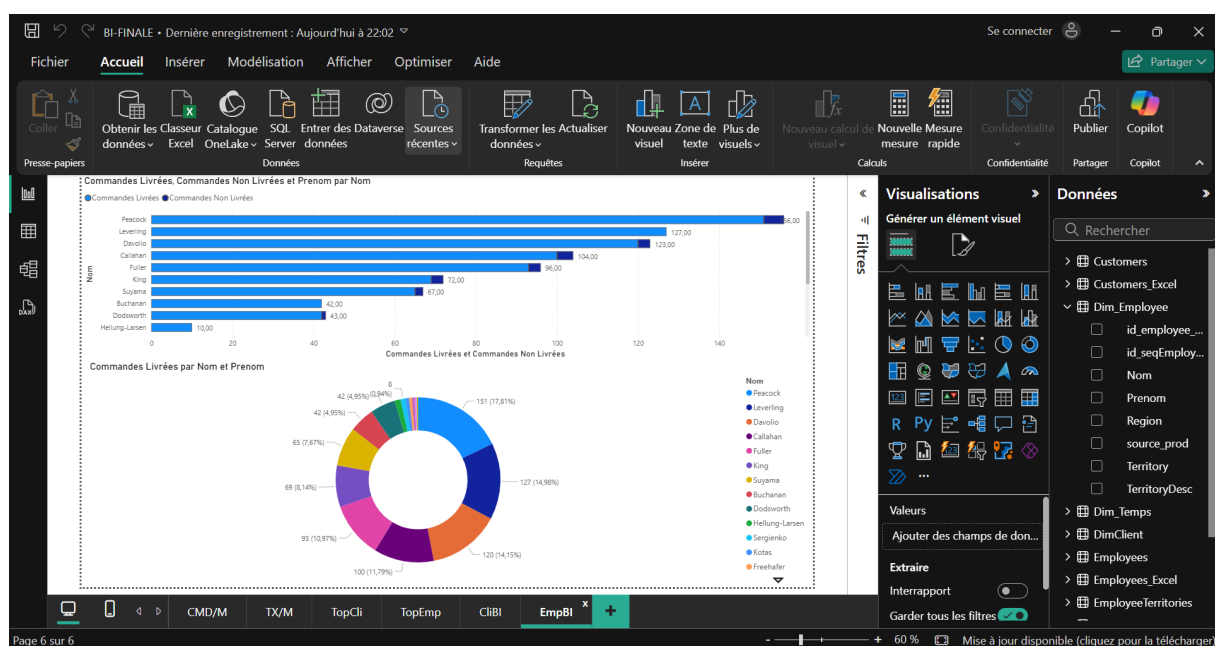 BI-FINALE • Dernière enregistrement : Aujourd'hui à 22:02
Se connecter
Fichier Accueil Insérer Modélisation Afficher Optimiser Aide
Partager
Coller
Obtenir les données
Classeur Excel
Catalogue OneLake
SQL Server
Entrer des données
Dataverse
Sources récentes
Transformer les données
Actualiser
Nouveau visuel
Zone de texte
Plus de visuels
Nouveau calcul de visuel
Nouvelle mesure
Mesure rapide
Confidentialité
Publier
Copilot
Presse-papiers
Données
Requêtes
Insérer
Calculs
Confidentialité
Partager
Copilot
Commandes Livrées, Commandes Non Livrées et Prenom par Nom
Commandes Livrées Commandes Non Livrées
Nom
Peacock 56,00
Leverling 127,00
Davolio 123,00
Callahan 104,00
Fuller 96,00
King 72,00
Suyama 67,00
Buchanan 42,00
Dodsworth 43,00
Hellung-Larsen 10,00
0 20 40 60 80 100 120 140
Commandes Livrées et Commandes Non Livrées
Commandes Livrées par Nom et Prenom
8
(0,94%)
151 (17,81%)
127 (14,98%)
120 (14,15%)
100 (11,79%)
93 (10,97%)
69 (8,14%)
65 (7,67%)
42 (4,95%)
42 (4,95%)
Nom
Peacock
Leverling
Davolio
Callahan
Fuller
King
Suyama
Buchanan
Dodsworth
Hellung-Larsen
Sergienko
Kotas
Freehafer
Filtres
Visualisations
Générer un élément visuel
123
R Py
Valeurs
Ajouter des champs de don...
Extraire
Interrapport
Garder tous les filtres
Données
Rechercher
Customers
Customers_Excel
Dim_Employee
id_employee_...
id_seqEmploy...
Nom
Prenom
Region
source_prod
Territory
TerritoryDesc
Dim_Temps
DimClient
Employees
Employees_Excel
EmployeeTerritories
DAX
CMD/M TX/M TopCli TopEmp CliBI EmpBI x +
Page 6 sur 6
- + 60 % Mise à jour disponible (cliquez pour la télécharger)